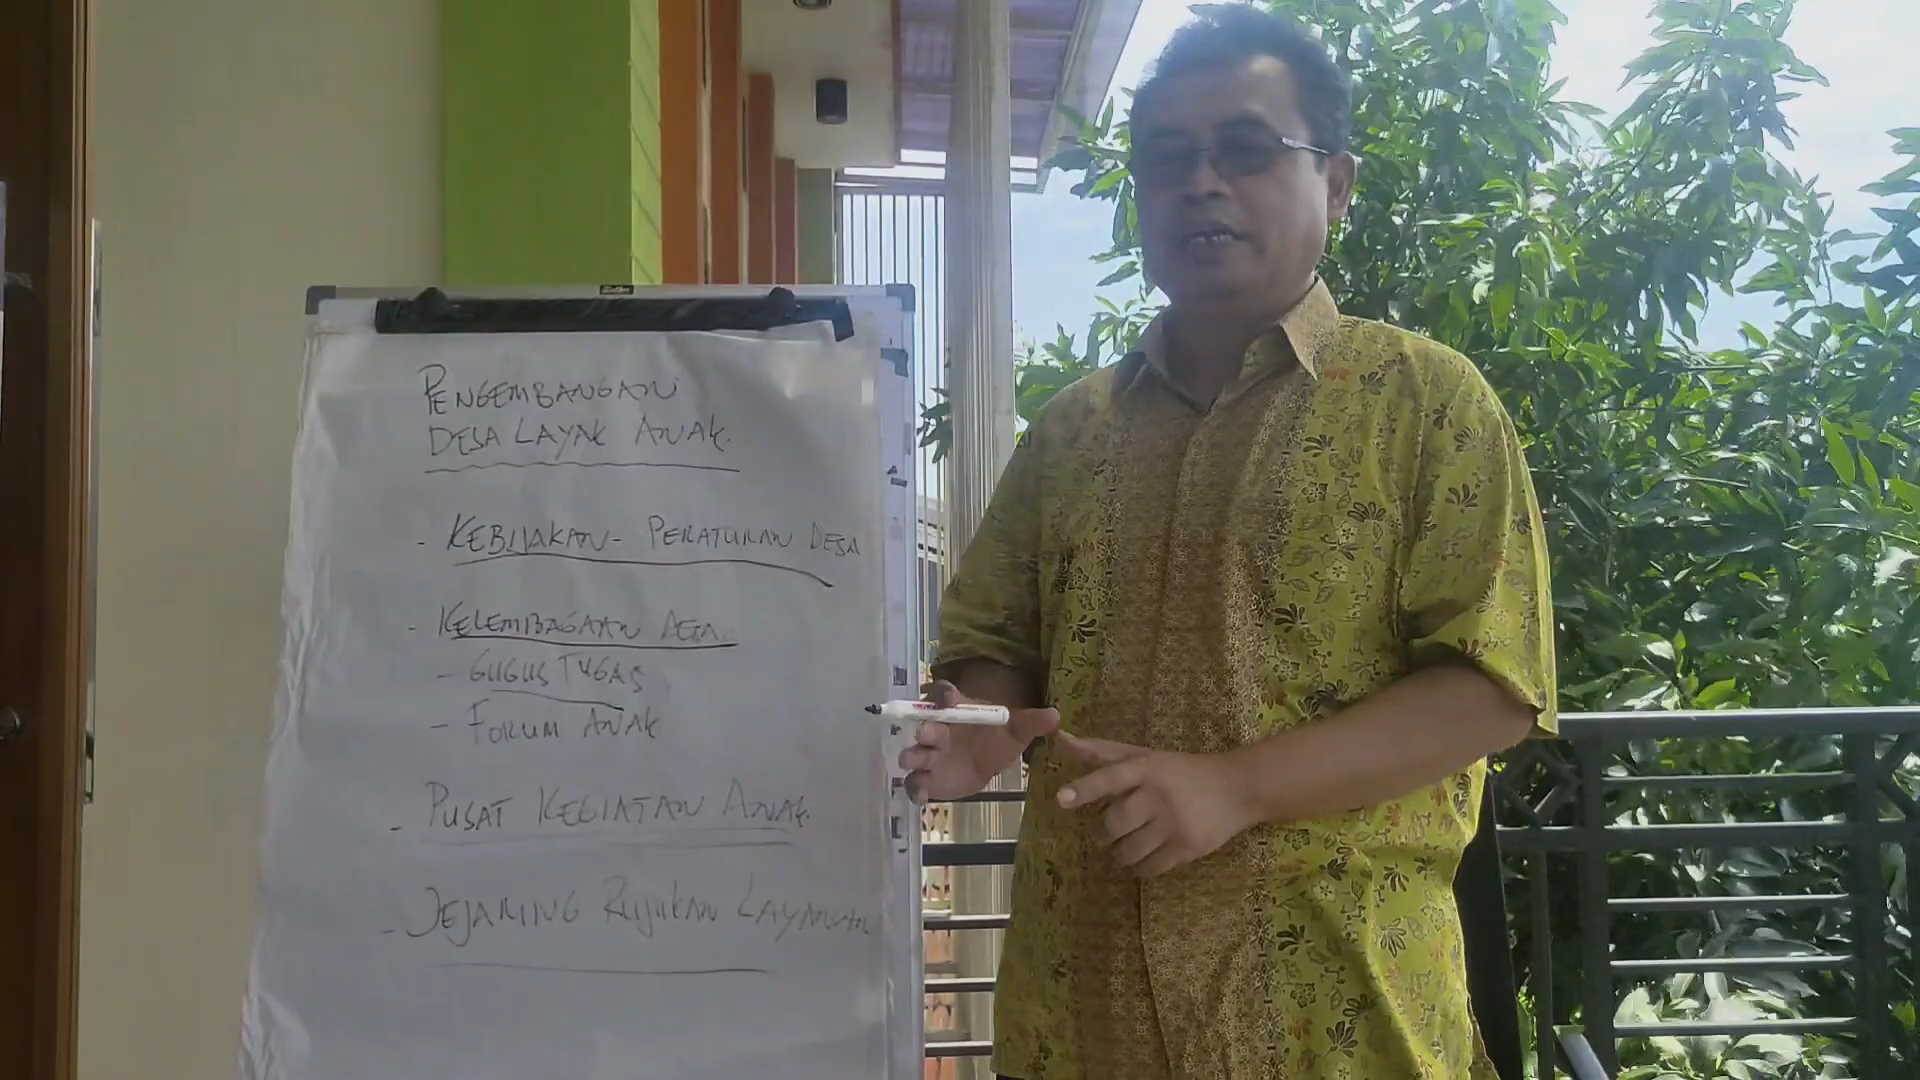 PENGEMBANGAN
DESA LAYAK ANAK.
- KEBIJAKAN - PERATURAN DESA
- KELEMBAGAAN DESA
- GUGUS TUGAS
- FORUM ANAK
- PUSAT KEGIATAN ANAK.
- JEJARING RUJUKAN LAYANAN